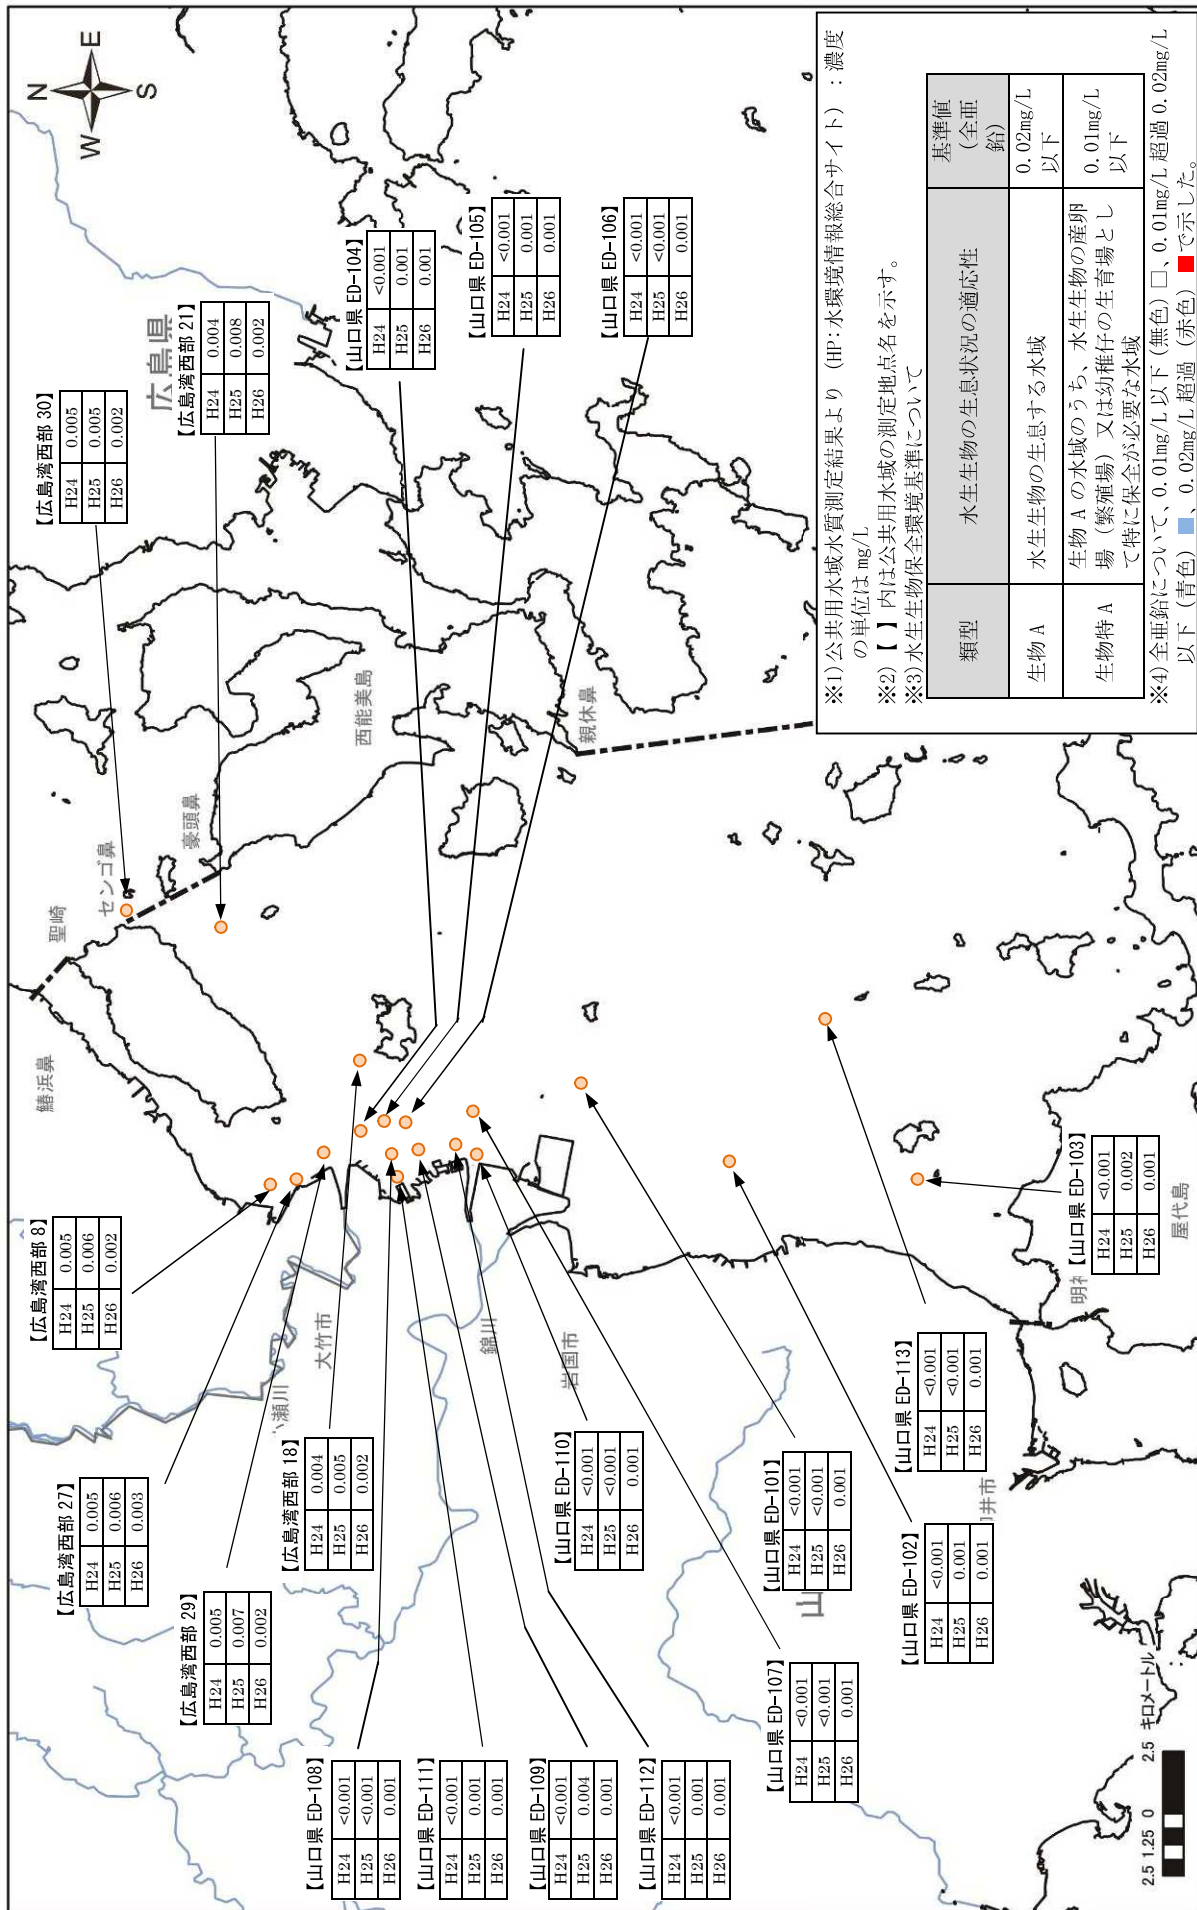 N
W
E
S
広島県
【広島湾西部 30】
H24 0.005
H25 0.005
H26 0.002
【広島湾西部 21】
H24 0.004
H25 0.008
H26 0.002
【山口県 ED-104】
H24 <0.001
H25 0.001
H26 0.001
【山口県 ED-105】
H24 <0.001
H25 0.001
H26 0.001
【山口県 ED-106】
H24 <0.001
H25 <0.001
H26 0.001
聖崎
センゴ鼻
豪頭鼻
西能美島
親休鼻
鰆浜鼻
【広島湾西部 8】
H24 0.005
H25 0.006
H26 0.002
【広島湾西部 27】
H24 0.005
H25 0.006
H26 0.003
【広島湾西部 29】
H24 0.005
H25 0.007
H26 0.002
【広島湾西部 18】
H24 0.004
H25 0.005
H26 0.002
瀬川
大竹市
錦川
岩国市
【山口県 ED-108】
H24 <0.001
H25 <0.001
H26 0.001
【山口県 ED-111】
H24 <0.001
H25 0.001
H26 0.001
【山口県 ED-109】
H24 <0.001
H25 0.004
H26 0.001
【山口県 ED-112】
H24 <0.001
H25 0.001
H26 0.001
【山口県 ED-110】
H24 <0.001
H25 <0.001
H26 0.001
【山口県 ED-107】
H24 <0.001
H25 <0.001
H26 0.001
【山口県 ED-101】
H24 <0.001
H25 <0.001
H26 0.001
山
【山口県 ED-102】
H24 <0.001
H25 0.001
H26 0.001
【山口県 ED-113】
H24 <0.001
H25 <0.001
H26 0.001
【山口県 ED-103】
H24 <0.001
H25 0.002
H26 0.001
井市
明
屋代島
2.5 1.25 0 2.5 キロメートル
※1)公共用水域水質測定結果より (HP:水環境情報総合サイト) :濃度
の単位は mg/L
※2)【 】内は公共用水域の測定地点名を示す。
※3)水生生物保全環境基準について
類型 水生生物の生息状況の適応性 基準値(全亜鉛)
生物 A 水生生物の生息する水域 0.02mg/L以下
生物特 A 生物 A の水域のうち、水生生物の産卵場(繁殖場)又は幼稚仔の生育場として特に保全が必要な水域 0.01mg/L以下
※4)全亜鉛について、0.01mg/L 以下(無色)□、0.01mg/L 超過 0.02mg/L
以下(青色)■、0.02mg/L 超過(赤色)■で示した。